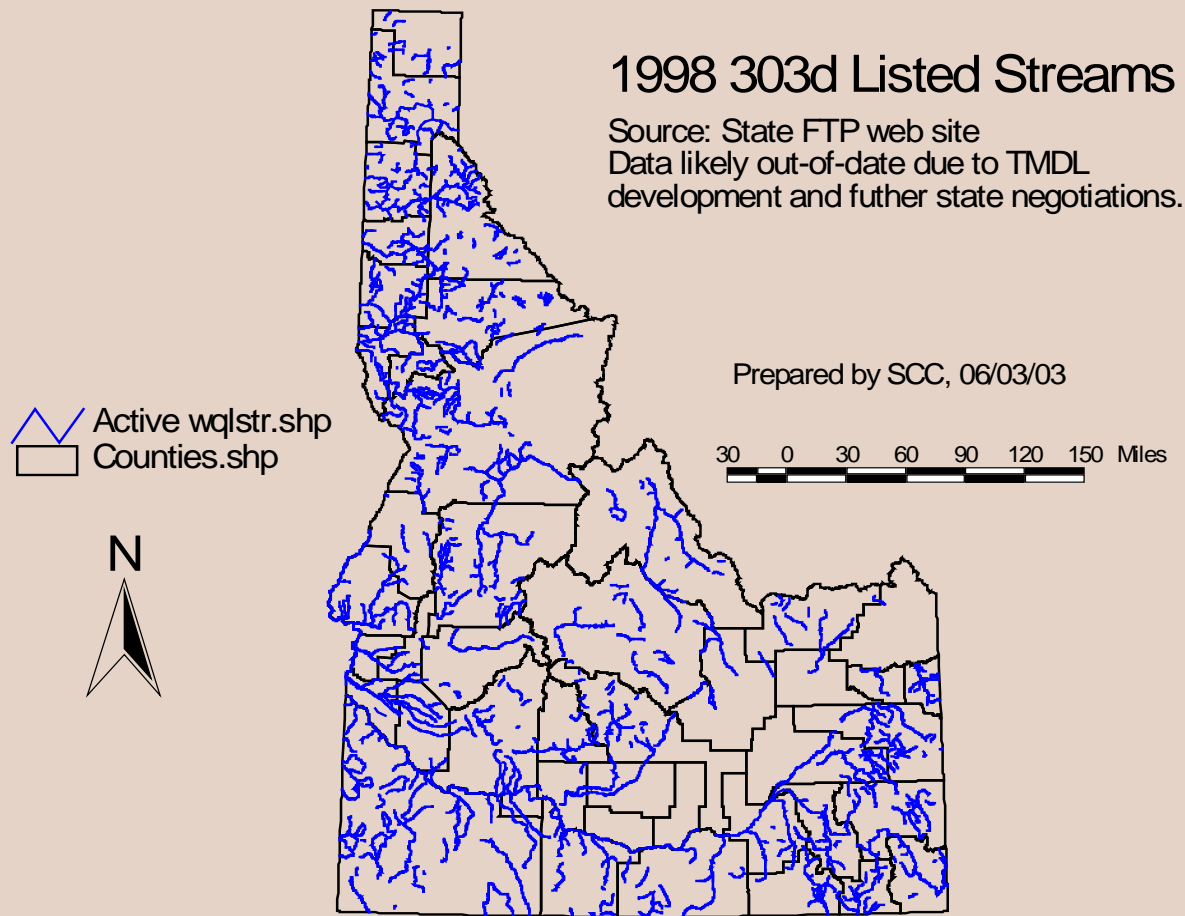 1998 303d Listed Streams
Source: State FTP web site
Data likely out-of-date due to TMDL
development and futher state negotiations.
Prepared by SCC, 06/03/03
Active wqlstr.shp
Counties.shp
30 0 30 60 90 120 150 Miles
N